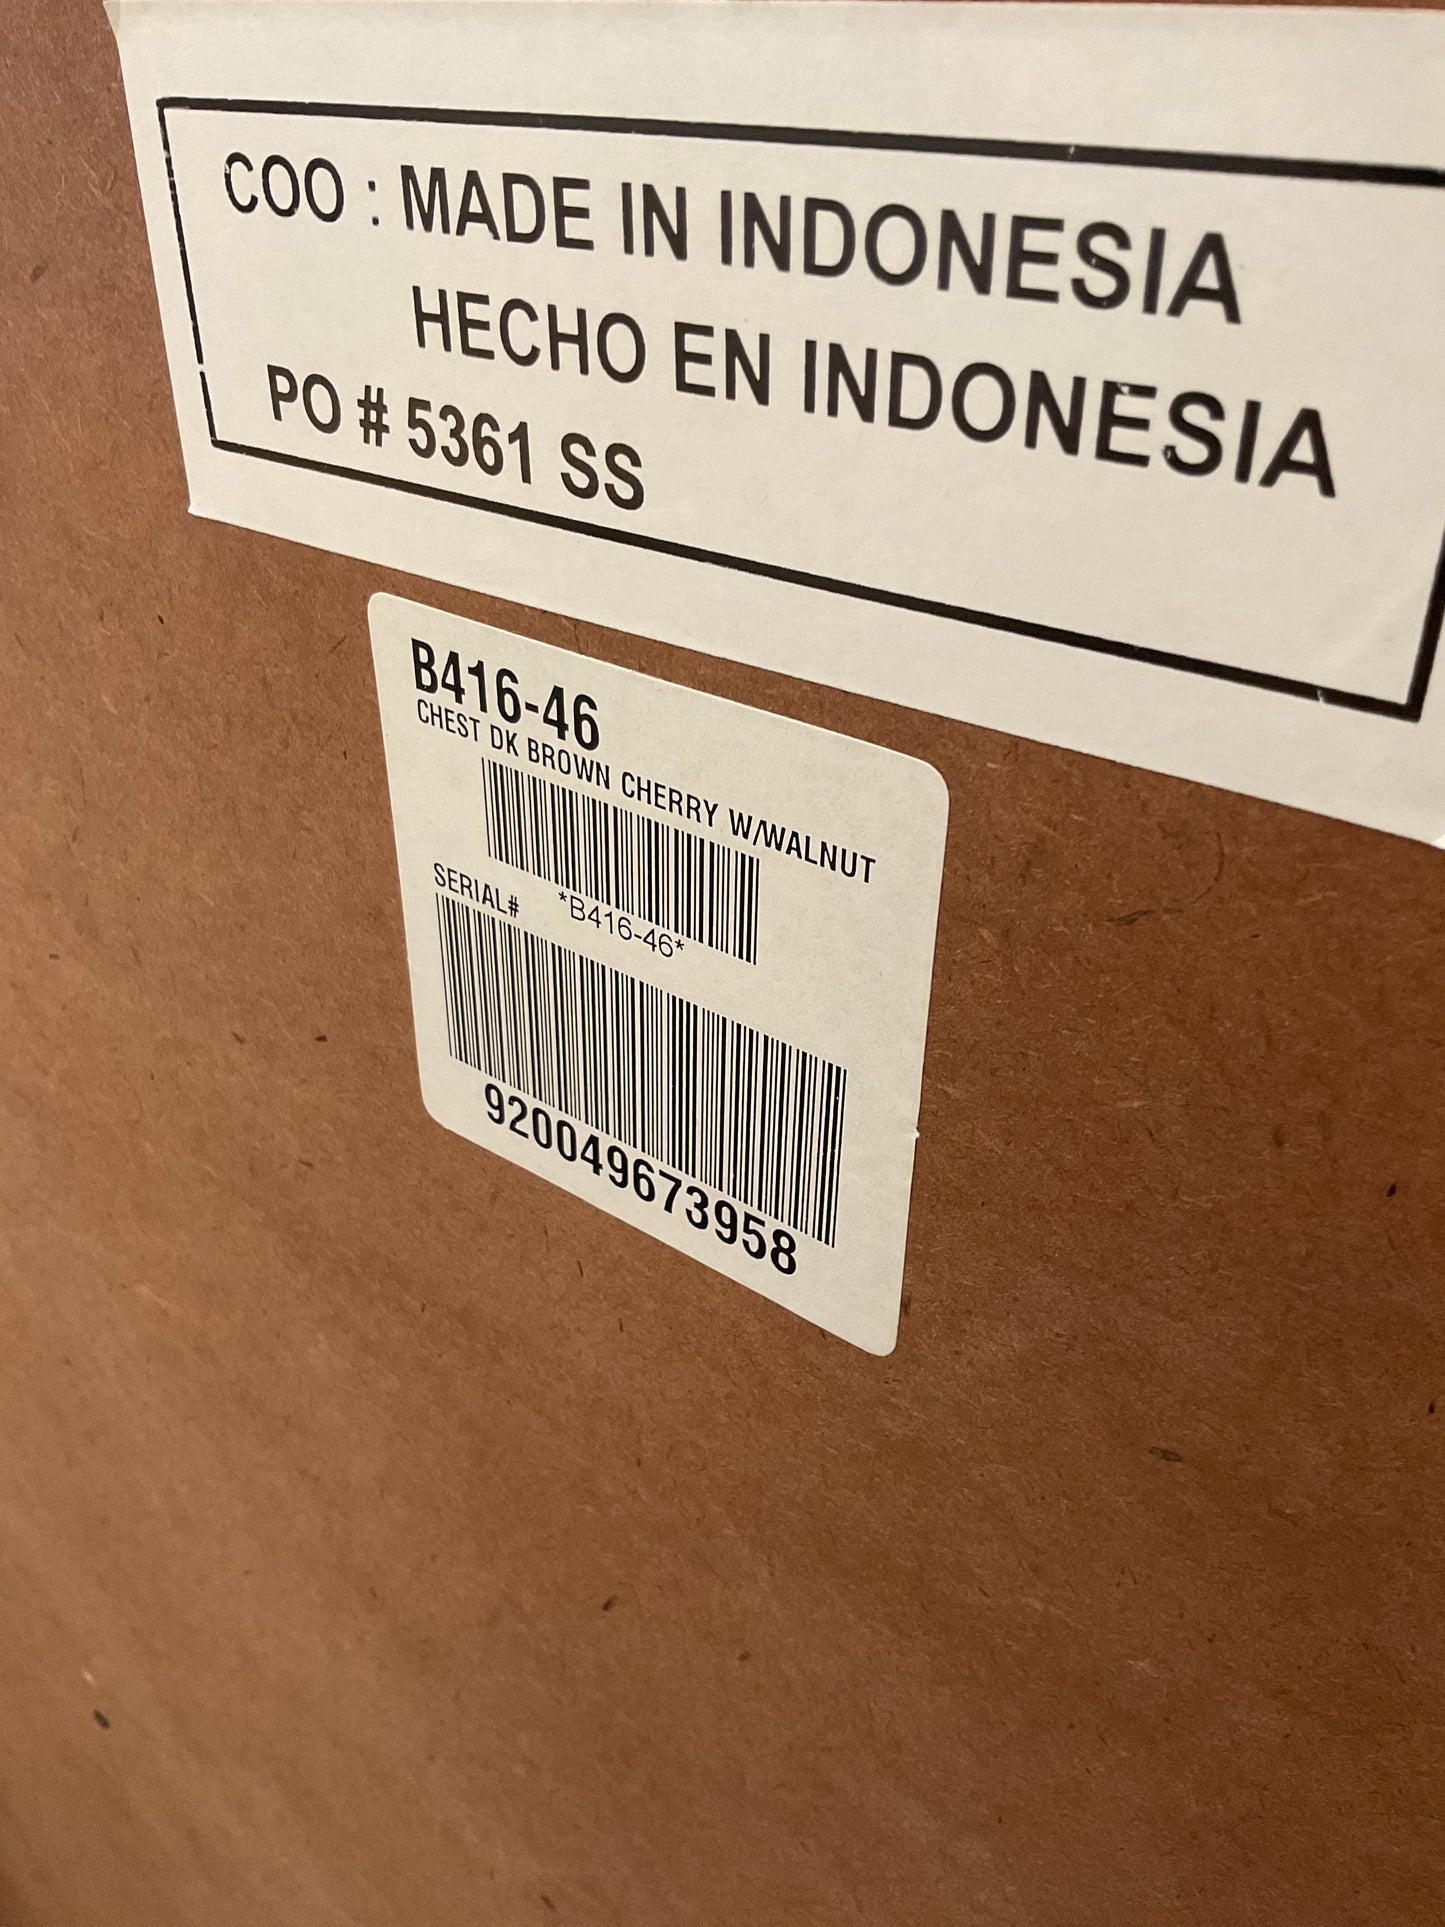 COO : MADE IN INDONESIA
HECHO EN INDONESIA
PO # 5361 SS
B416-46
CHEST DK BROWN CHERRY W/WALNUT
*B416-46*
SERIAL#
920049673958